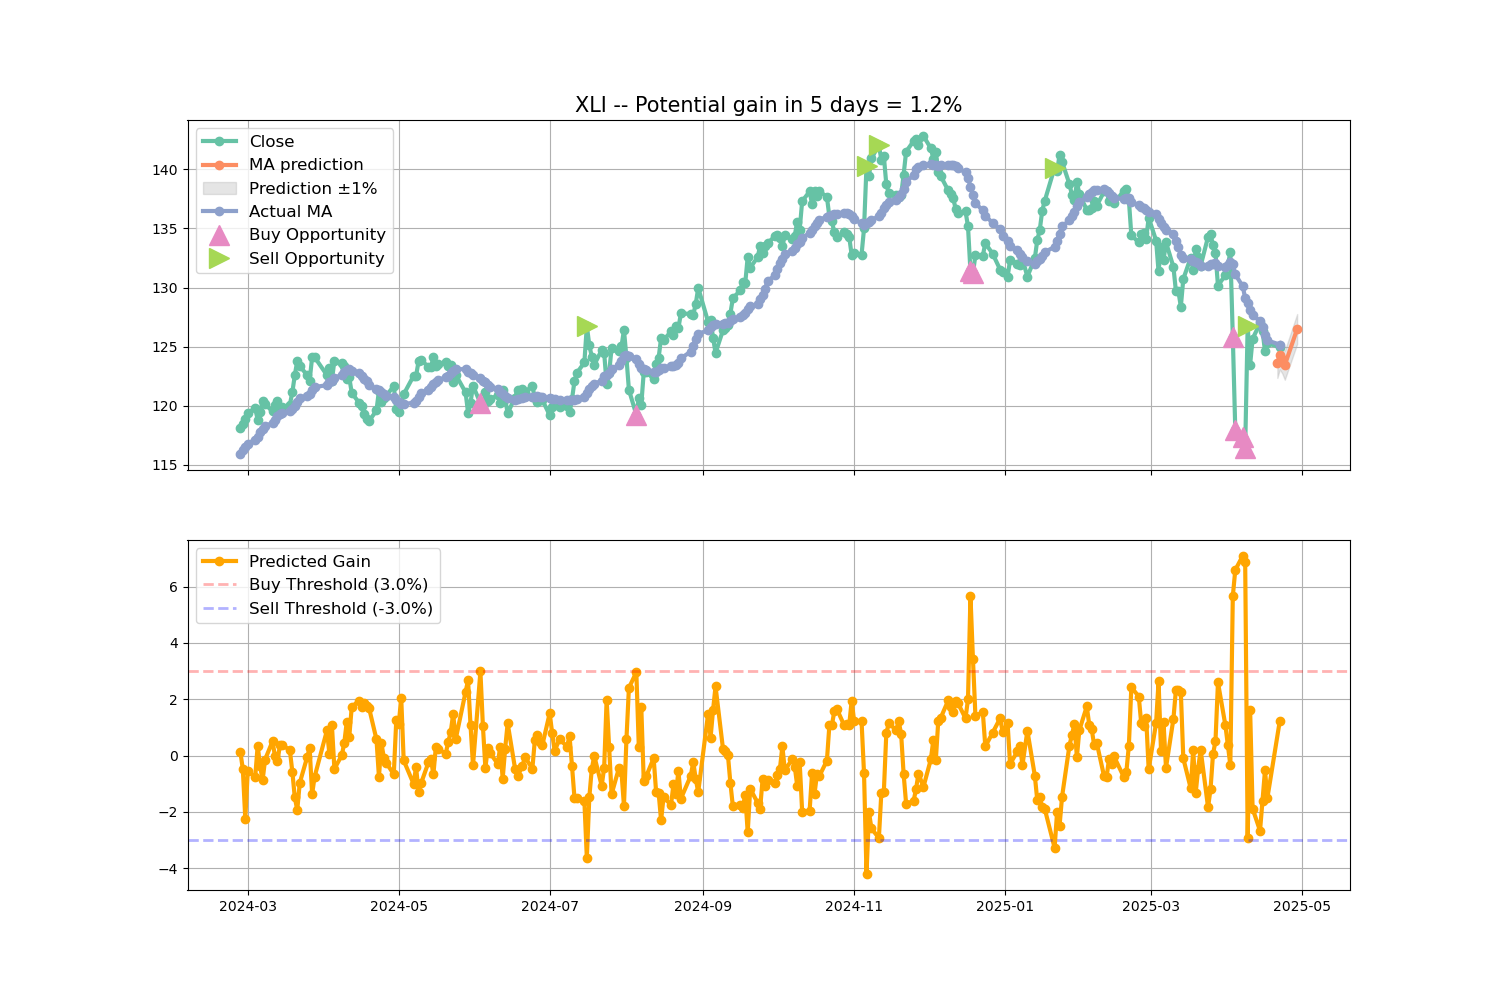 XLI -- Potential gain in 5 days = 1.2%
Close
MA prediction
Prediction ±1%
Actual MA
Buy Opportunity
Sell Opportunity
140
135
130
125
120
115
Predicted Gain
Buy Threshold (3.0%)
Sell Threshold (-3.0%)
6
4
2
0
−2
−4
2024-03 2024-05 2024-07 2024-09 2024-11 2025-01 2025-03 2025-05